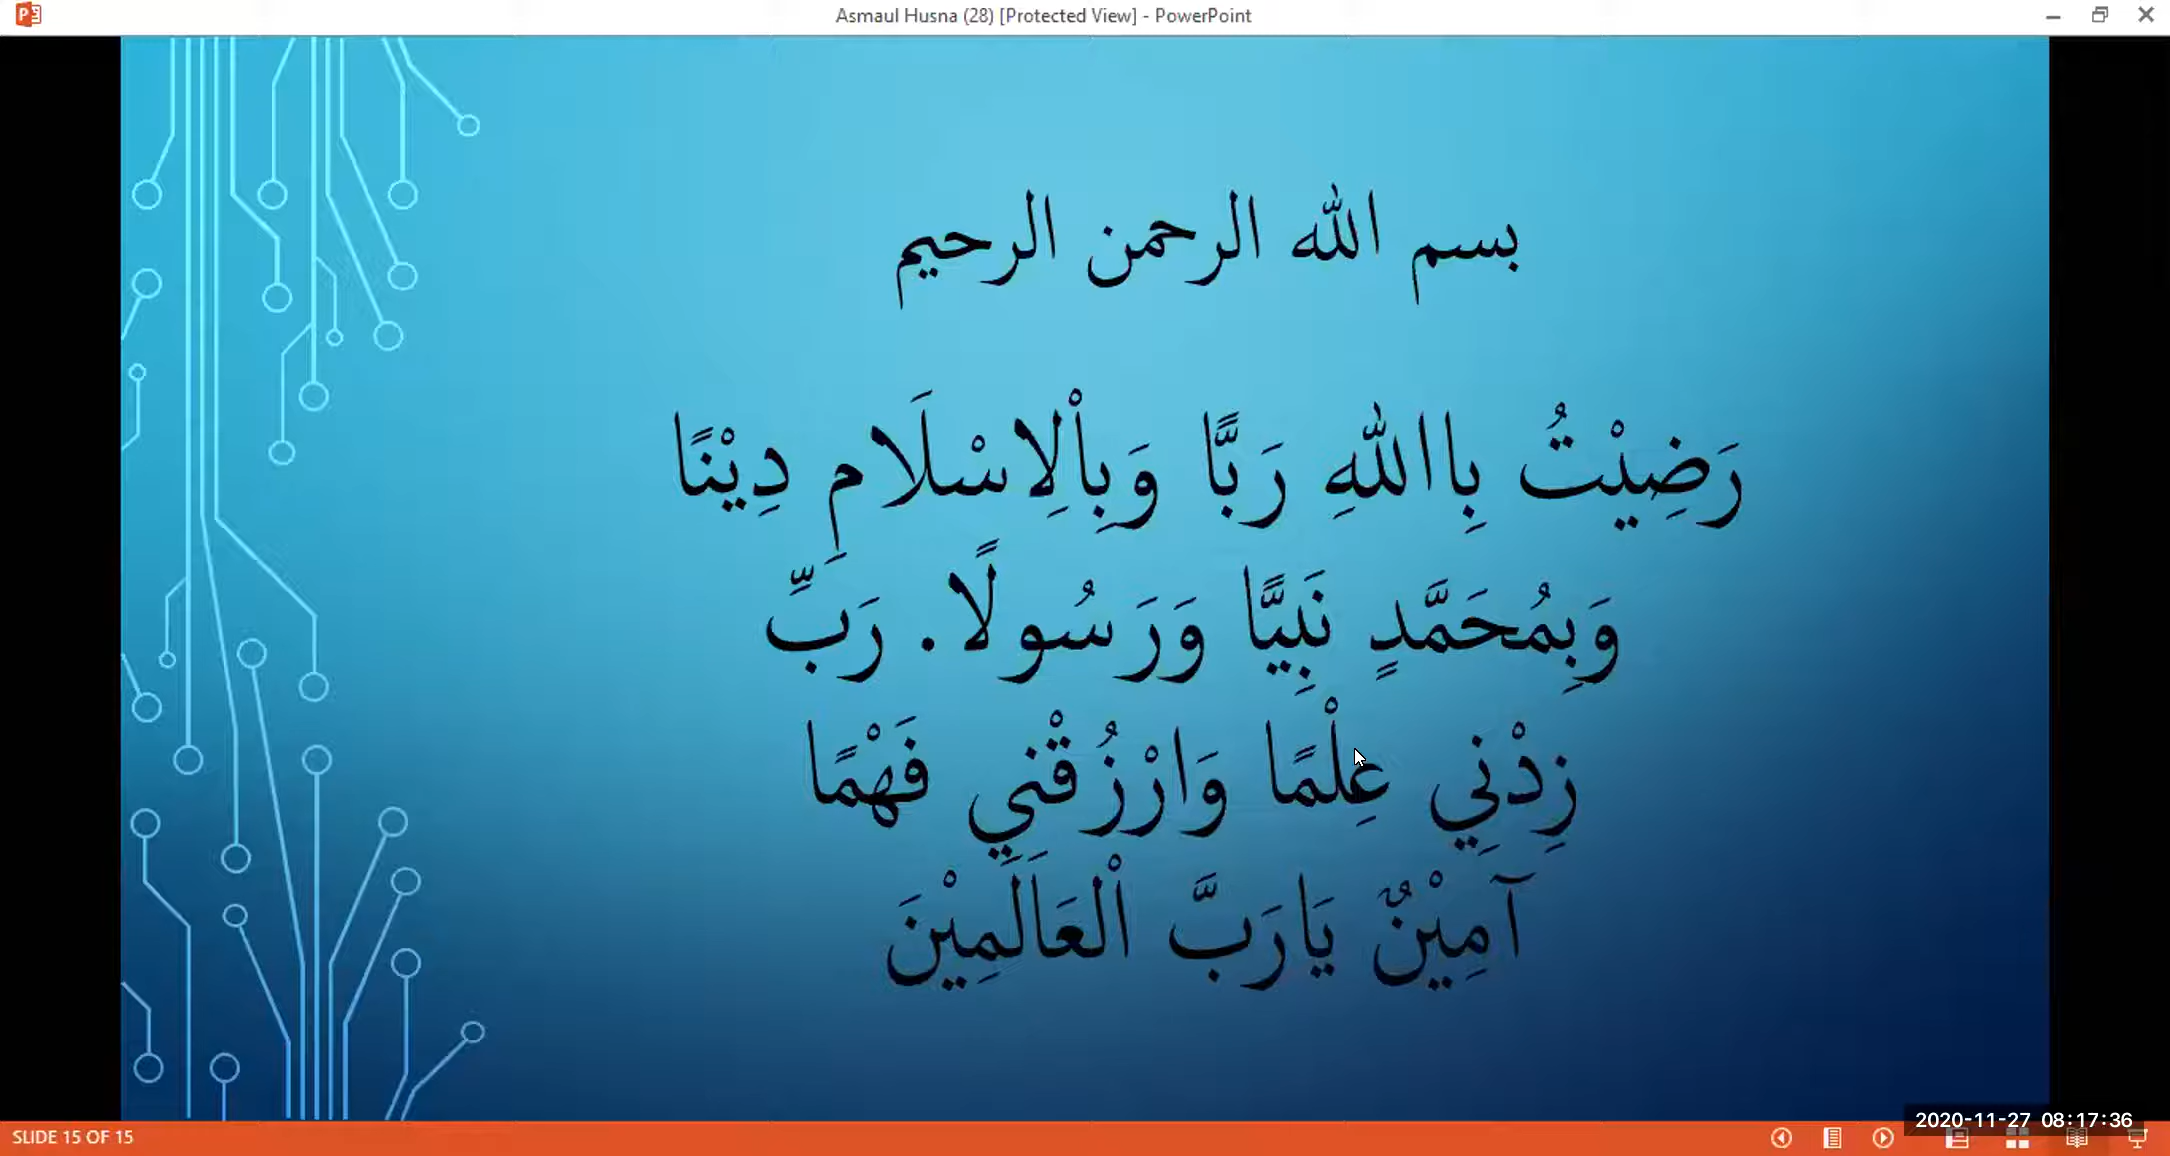 Asmaul Husna (28) [Protected View] - PowerPoint
بسم الله الرحمن الرحيم
رَضِيْتُ بِااللهِ رَبًّا وَبِاْلِاسْلَامِ دِيْنًا
وَبِمُحَمَّدٍ نَبِيًّا وَرَسُولًا. رَبِّ
زِدْنِي عِلْمًا وَارْزُقْنِي فَهْمًا
آمِيْنٌ يَارَبَّ الْعَالَمِيْنَ
2020-11-27 08:17:36
SLIDE 15 OF 15